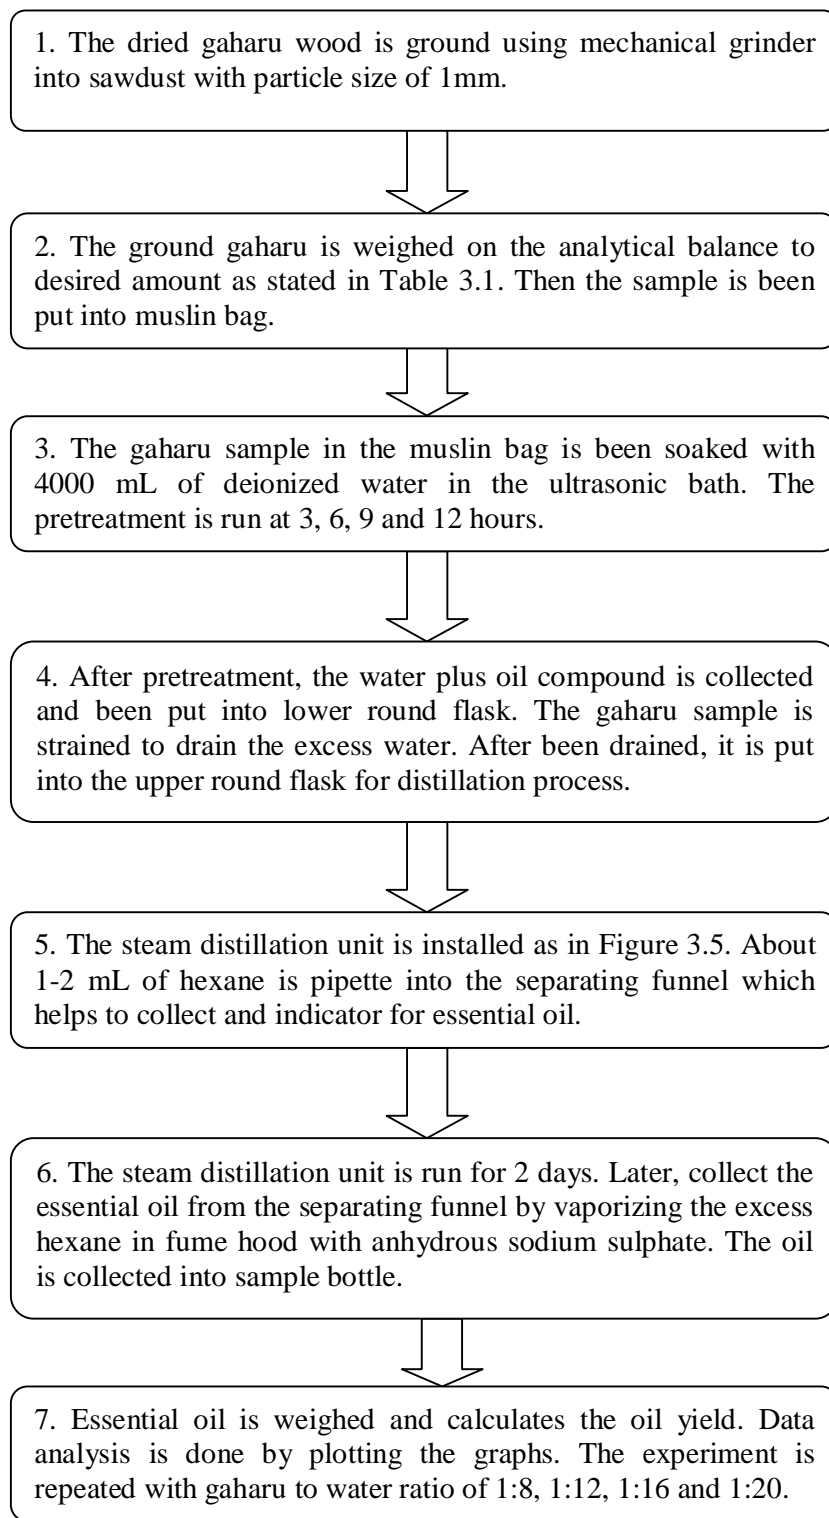 1. The dried gaharu wood is ground using mechanical grinder
into sawdust with particle size of 1mm.
2. The ground gaharu is weighed on the analytical balance to
desired amount as stated in Table 3.1. Then the sample is been
put into muslin bag.
3. The gaharu sample in the muslin bag is been soaked with
4000 mL of deionized water in the ultrasonic bath. The
pretreatment is run at 3, 6, 9 and 12 hours.
4. After pretreatment, the water plus oil compound is collected
and been put into lower round flask. The gaharu sample is
strained to drain the excess water. After been drained, it is put
into the upper round flask for distillation process.
5. The steam distillation unit is installed as in Figure 3.5. About
1-2 mL of hexane is pipette into the separating funnel which
helps to collect and indicator for essential oil.
6. The steam distillation unit is run for 2 days. Later, collect the
essential oil from the separating funnel by vaporizing the excess
hexane in fume hood with anhydrous sodium sulphate. The oil
is collected into sample bottle.
7. Essential oil is weighed and calculates the oil yield. Data
analysis is done by plotting the graphs. The experiment is
repeated with gaharu to water ratio of 1:8, 1:12, 1:16 and 1:20.